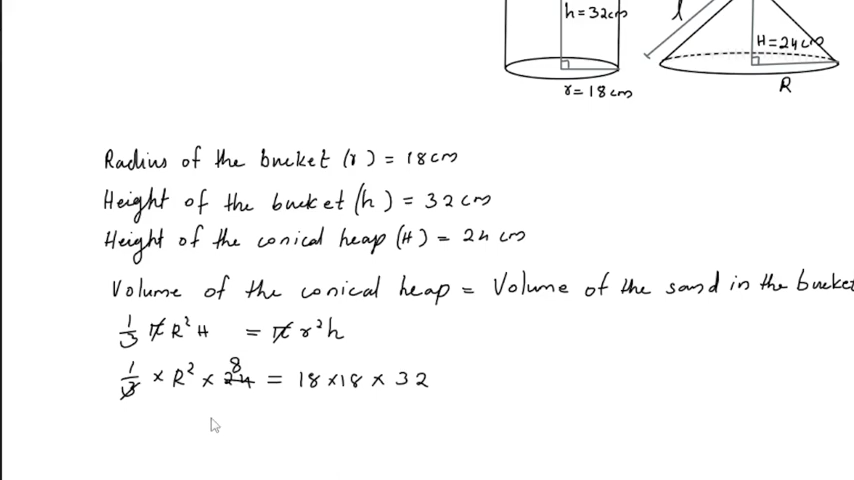 h=32cm
l
H=24cm
r=18cm
R
Radius of the bucket (r) = 18cm
Height of the bucket (h) = 32cm
Height of the conical heap (H) = 24 cm
Volume of the conical heap = Volume of the sand in the bucket
1/3 π R² H = π r² h
1/3 × R² × 24 8 = 18 × 18 × 32